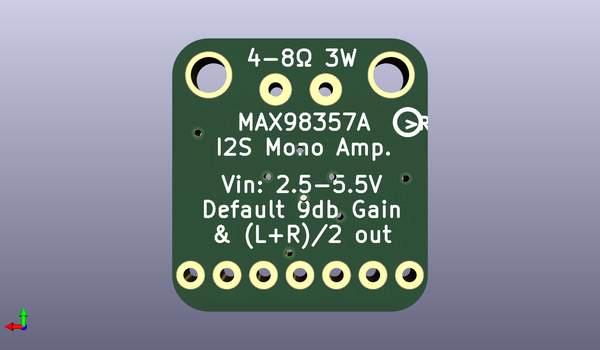 4-8Ω 3W
MAX98357A
I2S Mono Amp.
Vin: 2.5-5.5V
Default 9db Gain
& (L+R)/2 out